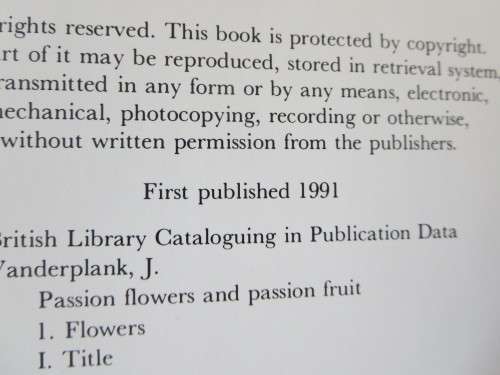 rights reserved. This book is protected by copyright.
rt of it may be reproduced, stored in retrieval system,
ransmitted in any form or by any means, electronic,
echanical, photocopying, recording or otherwise,
without written permission from the publishers.
First published 1991
ritish Library Cataloguing in Publication Data
anderplank, J.
Passion flowers and passion fruit
1. Flowers
I. Title